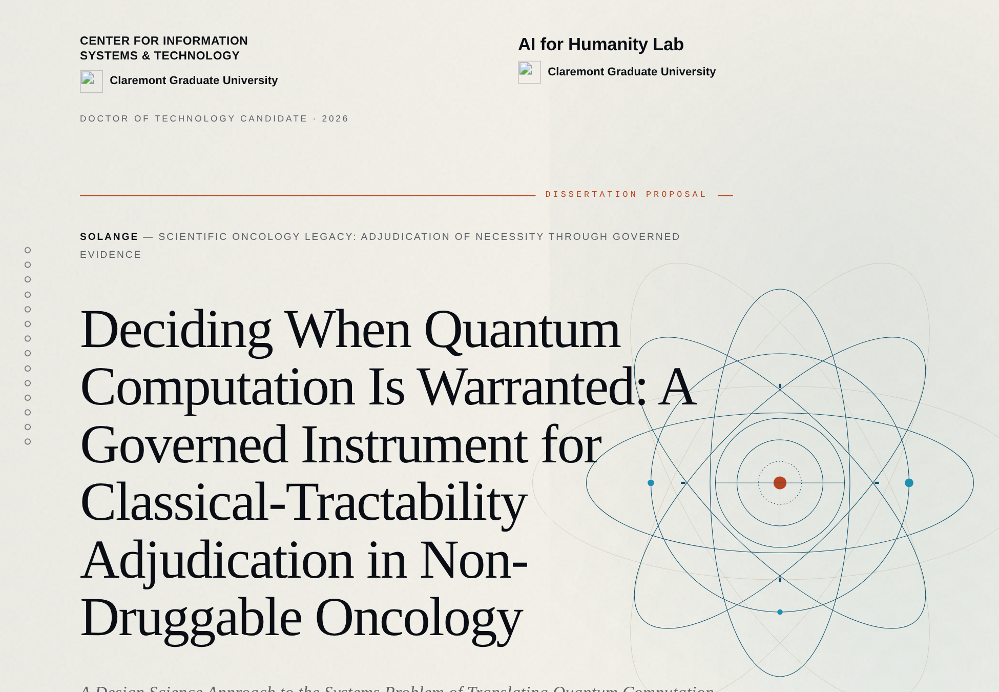 CENTER FOR INFORMATION
SYSTEMS & TECHNOLOGY
Claremont Graduate University
AI for Humanity Lab
Claremont Graduate University
DOCTOR OF TECHNOLOGY CANDIDATE · 2026
DISSERTATION PROPOSAL
SOLANGE — SCIENTIFIC ONCOLOGY LEGACY: ADJUDICATION OF NECESSITY THROUGH GOVERNED
EVIDENCE
Deciding When Quantum
Computation Is Warranted: A
Governed Instrument for
Classical-Tractability
Adjudication in Non-
Druggable Oncology
A Design Science Approach to the Systems Problem of Translating Quantum Computation